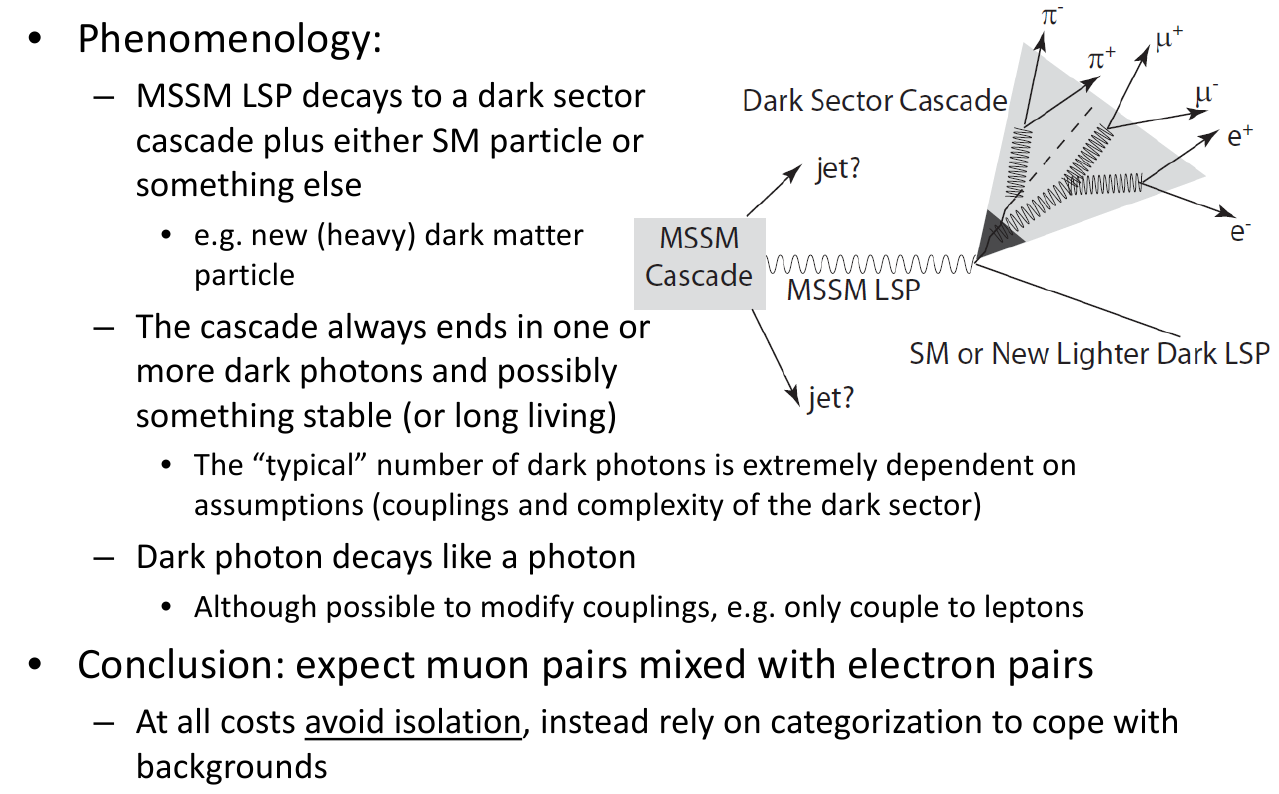 • Phenomenology:
– MSSM LSP decays to a dark sector
cascade plus either SM particle or
something else
• e.g. new (heavy) dark matter
particle
– The cascade always ends in one or
more dark photons and possibly
something stable (or long living)
• The “typical” number of dark photons is extremely dependent on
assumptions (couplings and complexity of the dark sector)
– Dark photon decays like a photon
• Although possible to modify couplings, e.g. only couple to leptons
• Conclusion: expect muon pairs mixed with electron pairs
– At all costs avoid isolation, instead rely on categorization to cope with
backgrounds
π-
π+
μ+
μ-
e+
e-
Dark Sector Cascade
jet?
MSSM
Cascade
MSSM LSP
SM or New Lighter Dark LSP
jet?